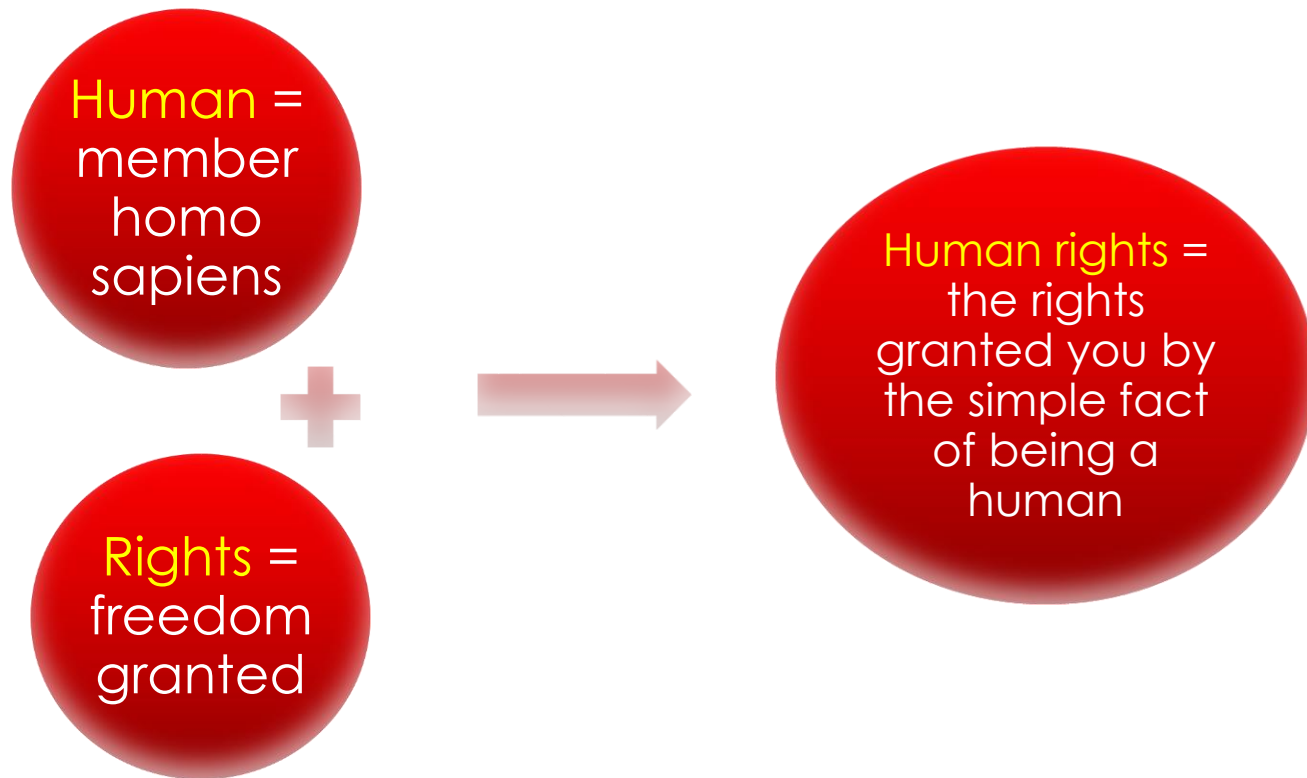 Human =
member
homo
sapiens
Rights =
freedom
granted
Human rights =
the rights
granted you by
the simple fact
of being a
human